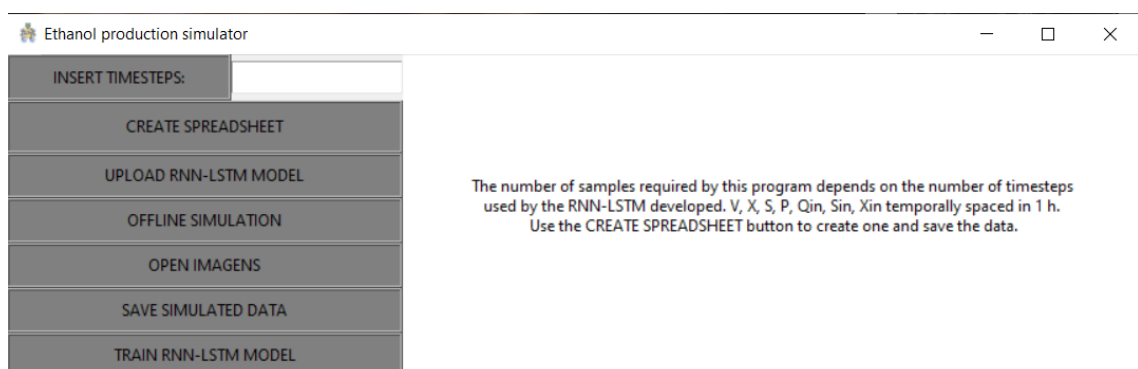 Ethanol production simulator
INSERT TIMESTEPS:
CREATE SPREADSHEET
UPLOAD RNN-LSTM MODEL
OFFLINE SIMULATION
OPEN IMAGENS
SAVE SIMULATED DATA
TRAIN RNN-LSTM MODEL
The number of samples required by this program depends on the number of timesteps
used by the RNN-LSTM developed. V, X, S, P, Qin, Sin, Xin temporally spaced in 1 h.
Use the CREATE SPREADSHEET button to create one and save the data.